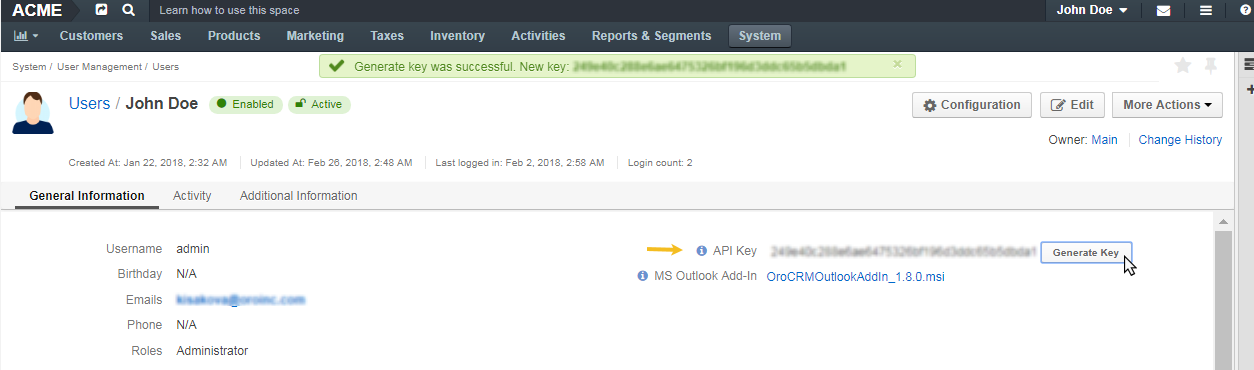 ACME Learn how to use this space John Doe
Customers Sales Products Marketing Taxes Inventory Activities Reports & Segments System
System / User Management / Users
Generate key was successful. New key:
Users / John Doe Enabled Active Configuration Edit More Actions
Owner: Main Change History
Created At: Jan 22, 2018, 2:32 AM Updated At: Feb 26, 2018, 2:48 AM Last logged in: Feb 2, 2018, 2:58 AM Login count: 2
General Information Activity Additional Information
Username admin API Key Generate Key
Birthday N/A MS Outlook Add-In OroCRMOutlookAddIn_1.8.0.msi
Emails
Phone N/A
Roles Administrator